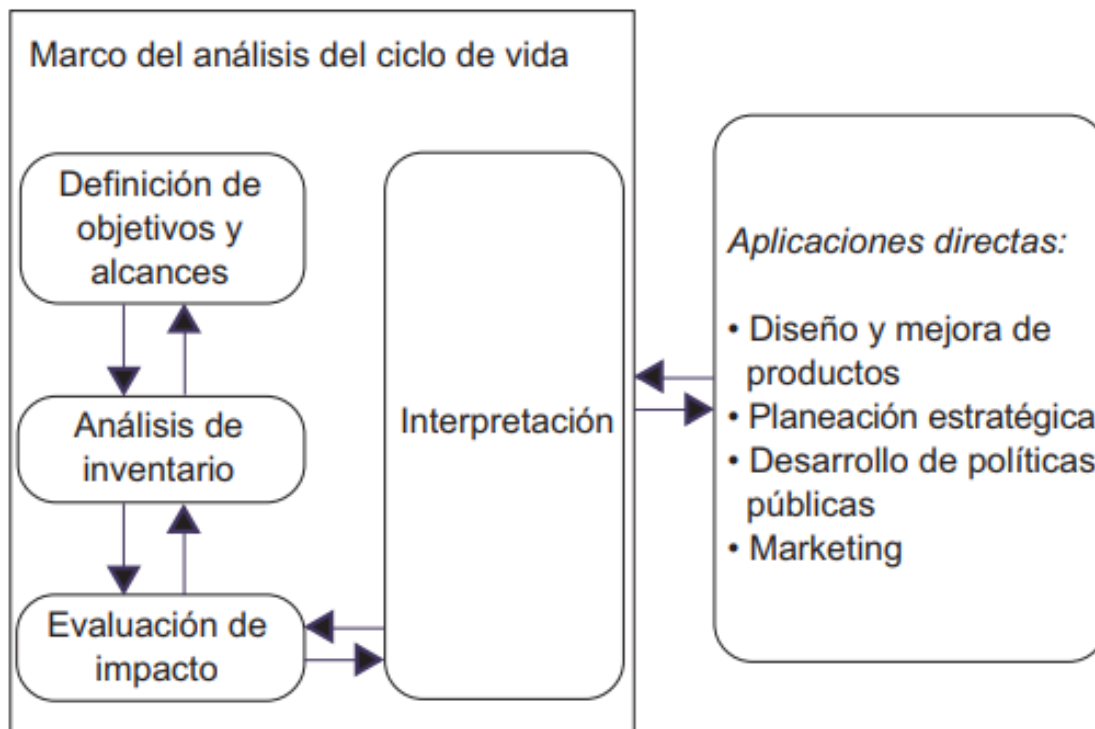 Marco del análisis del ciclo de vida
Definición de
objetivos y
alcances
Análisis de
inventario
Evaluación de
impacto
Interpretación
Aplicaciones directas:
• Diseño y mejora de
productos
• Planeación estratégica
• Desarrollo de políticas
públicas
• Marketing